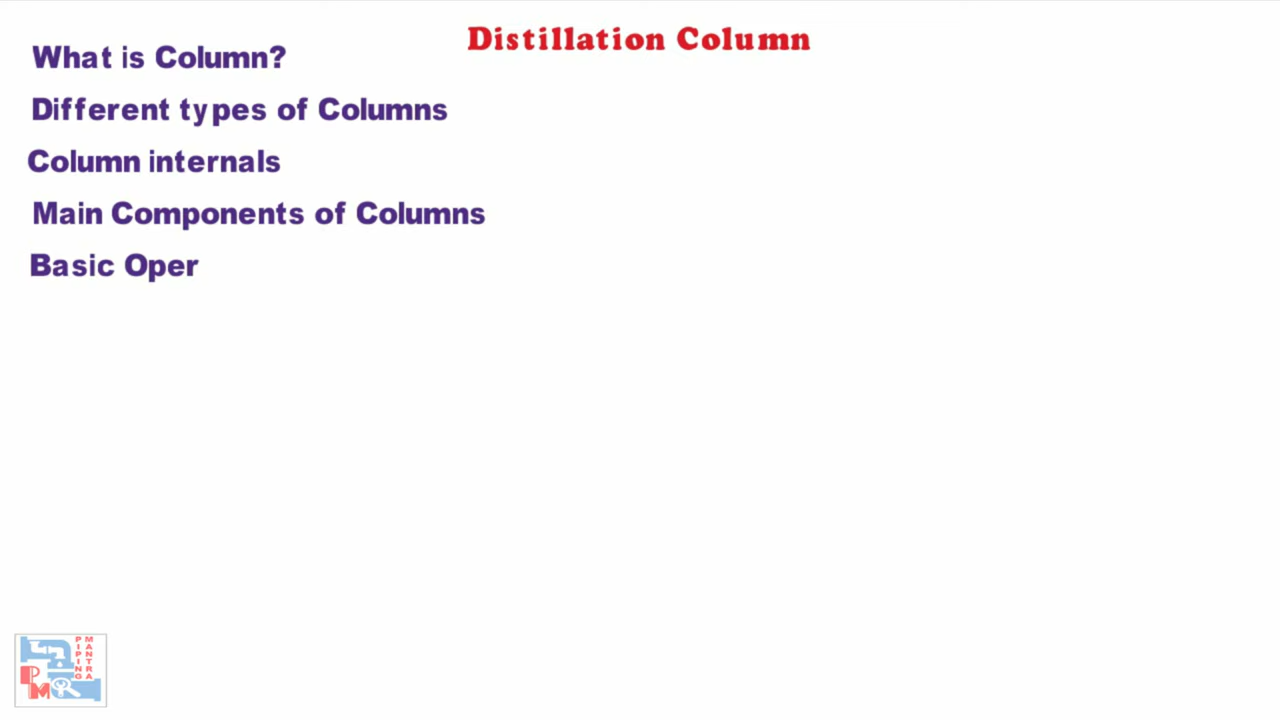 Distillation Column
What is Column?
Different types of Columns
Column internals
Main Components of Columns
Basic Oper
PIPING
MANTRA
PM